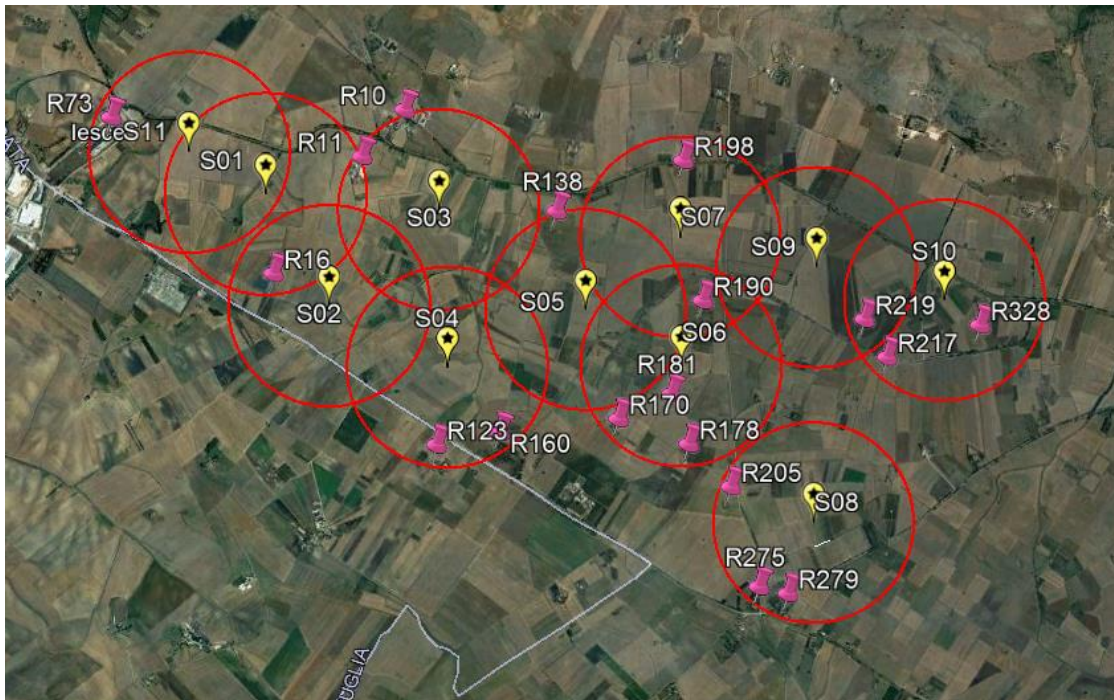 R73
R10
IesceS11
ATA
S01
R11
R198
R138
S03
S07
S09
S10
R16
S02
S05
R190
S04
R219
R328
S06
R217
R181
R170
R123
R160
R178
R205
S08
R275
R279
UGLIA